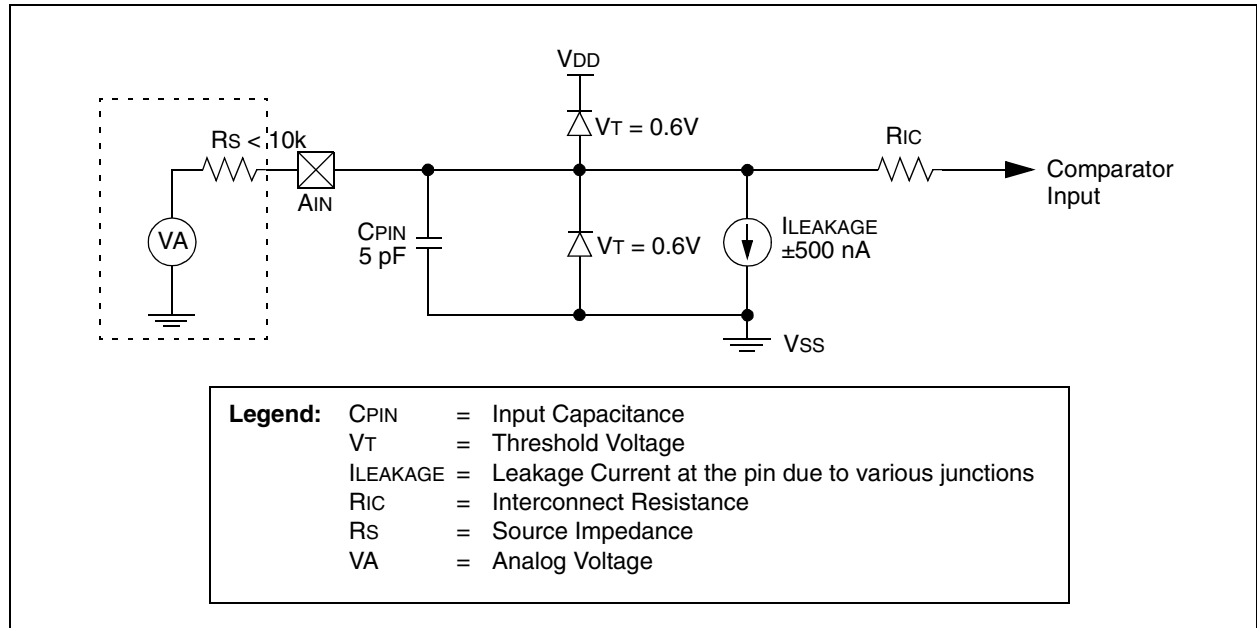 VDD
VT = 0.6V
RS < 10k
RIC
AIN
Comparator
Input
VA
CPIN
5 pF
VT = 0.6V
ILEAKAGE
±500 nA
VSS
Legend: CPIN = Input Capacitance
VT = Threshold Voltage
ILEAKAGE = Leakage Current at the pin due to various junctions
RIC = Interconnect Resistance
RS = Source Impedance
VA = Analog Voltage